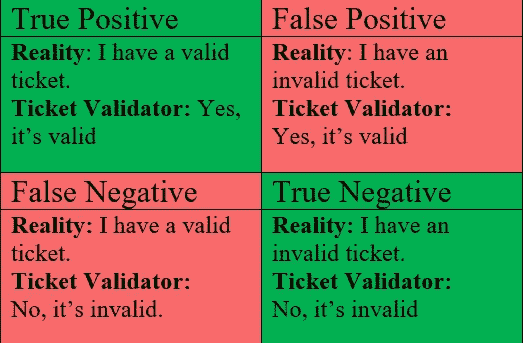 True Positive
Reality: I have a valid
ticket.
Ticket Validator: Yes,
it's valid
False Positive
Reality: I have an
invalid ticket.
Ticket Validator:
Yes, it's valid
False Negative
Reality: I have a valid
ticket.
Ticket Validator:
No, it's invalid.
True Negative
Reality: I have an
invalid ticket.
Ticket Validator:
No, it's invalid